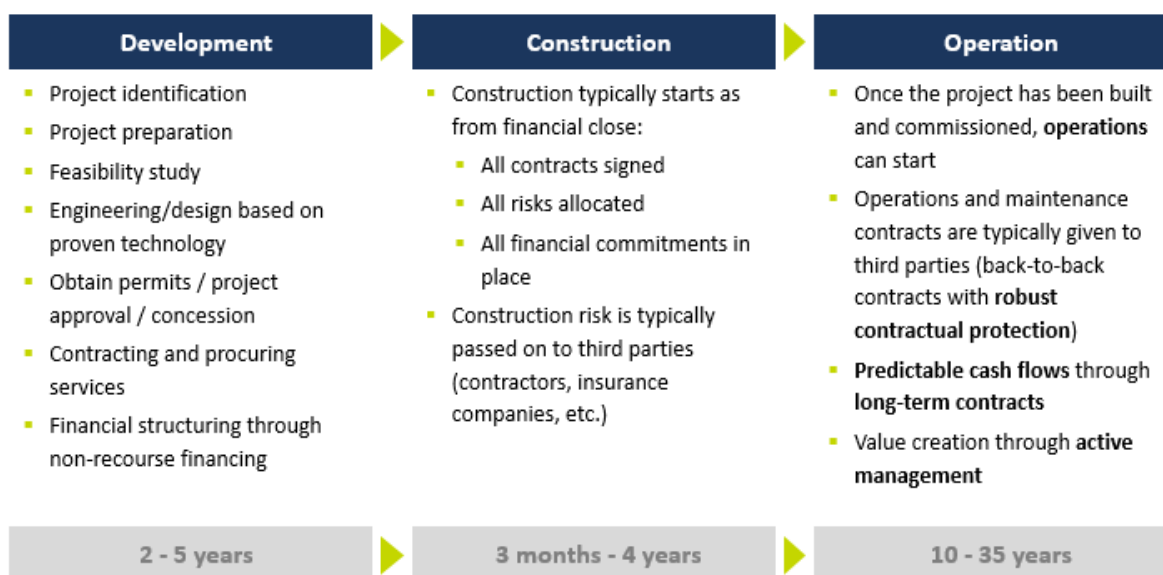 Development
Project identification
Project preparation
Feasibility study
Engineering/design based on
proven technology
Obtain permits / project
approval / concession
Contracting and procuring
services
Financial structuring through
non-recourse financing
2 - 5 years
Construction
Construction typically starts as
from financial close:
All contracts signed
All risks allocated
All financial commitments in
place
Construction risk is typically
passed on to third parties
(contractors, insurance
companies, etc.)
3 months - 4 years
Operation
Once the project has been built
and commissioned, operations
can start
Operations and maintenance
contracts are typically given to
third parties (back-to-back
contracts with robust
contractual protection)
Predictable cash flows through
long-term contracts
Value creation through active
management
10 - 35 years